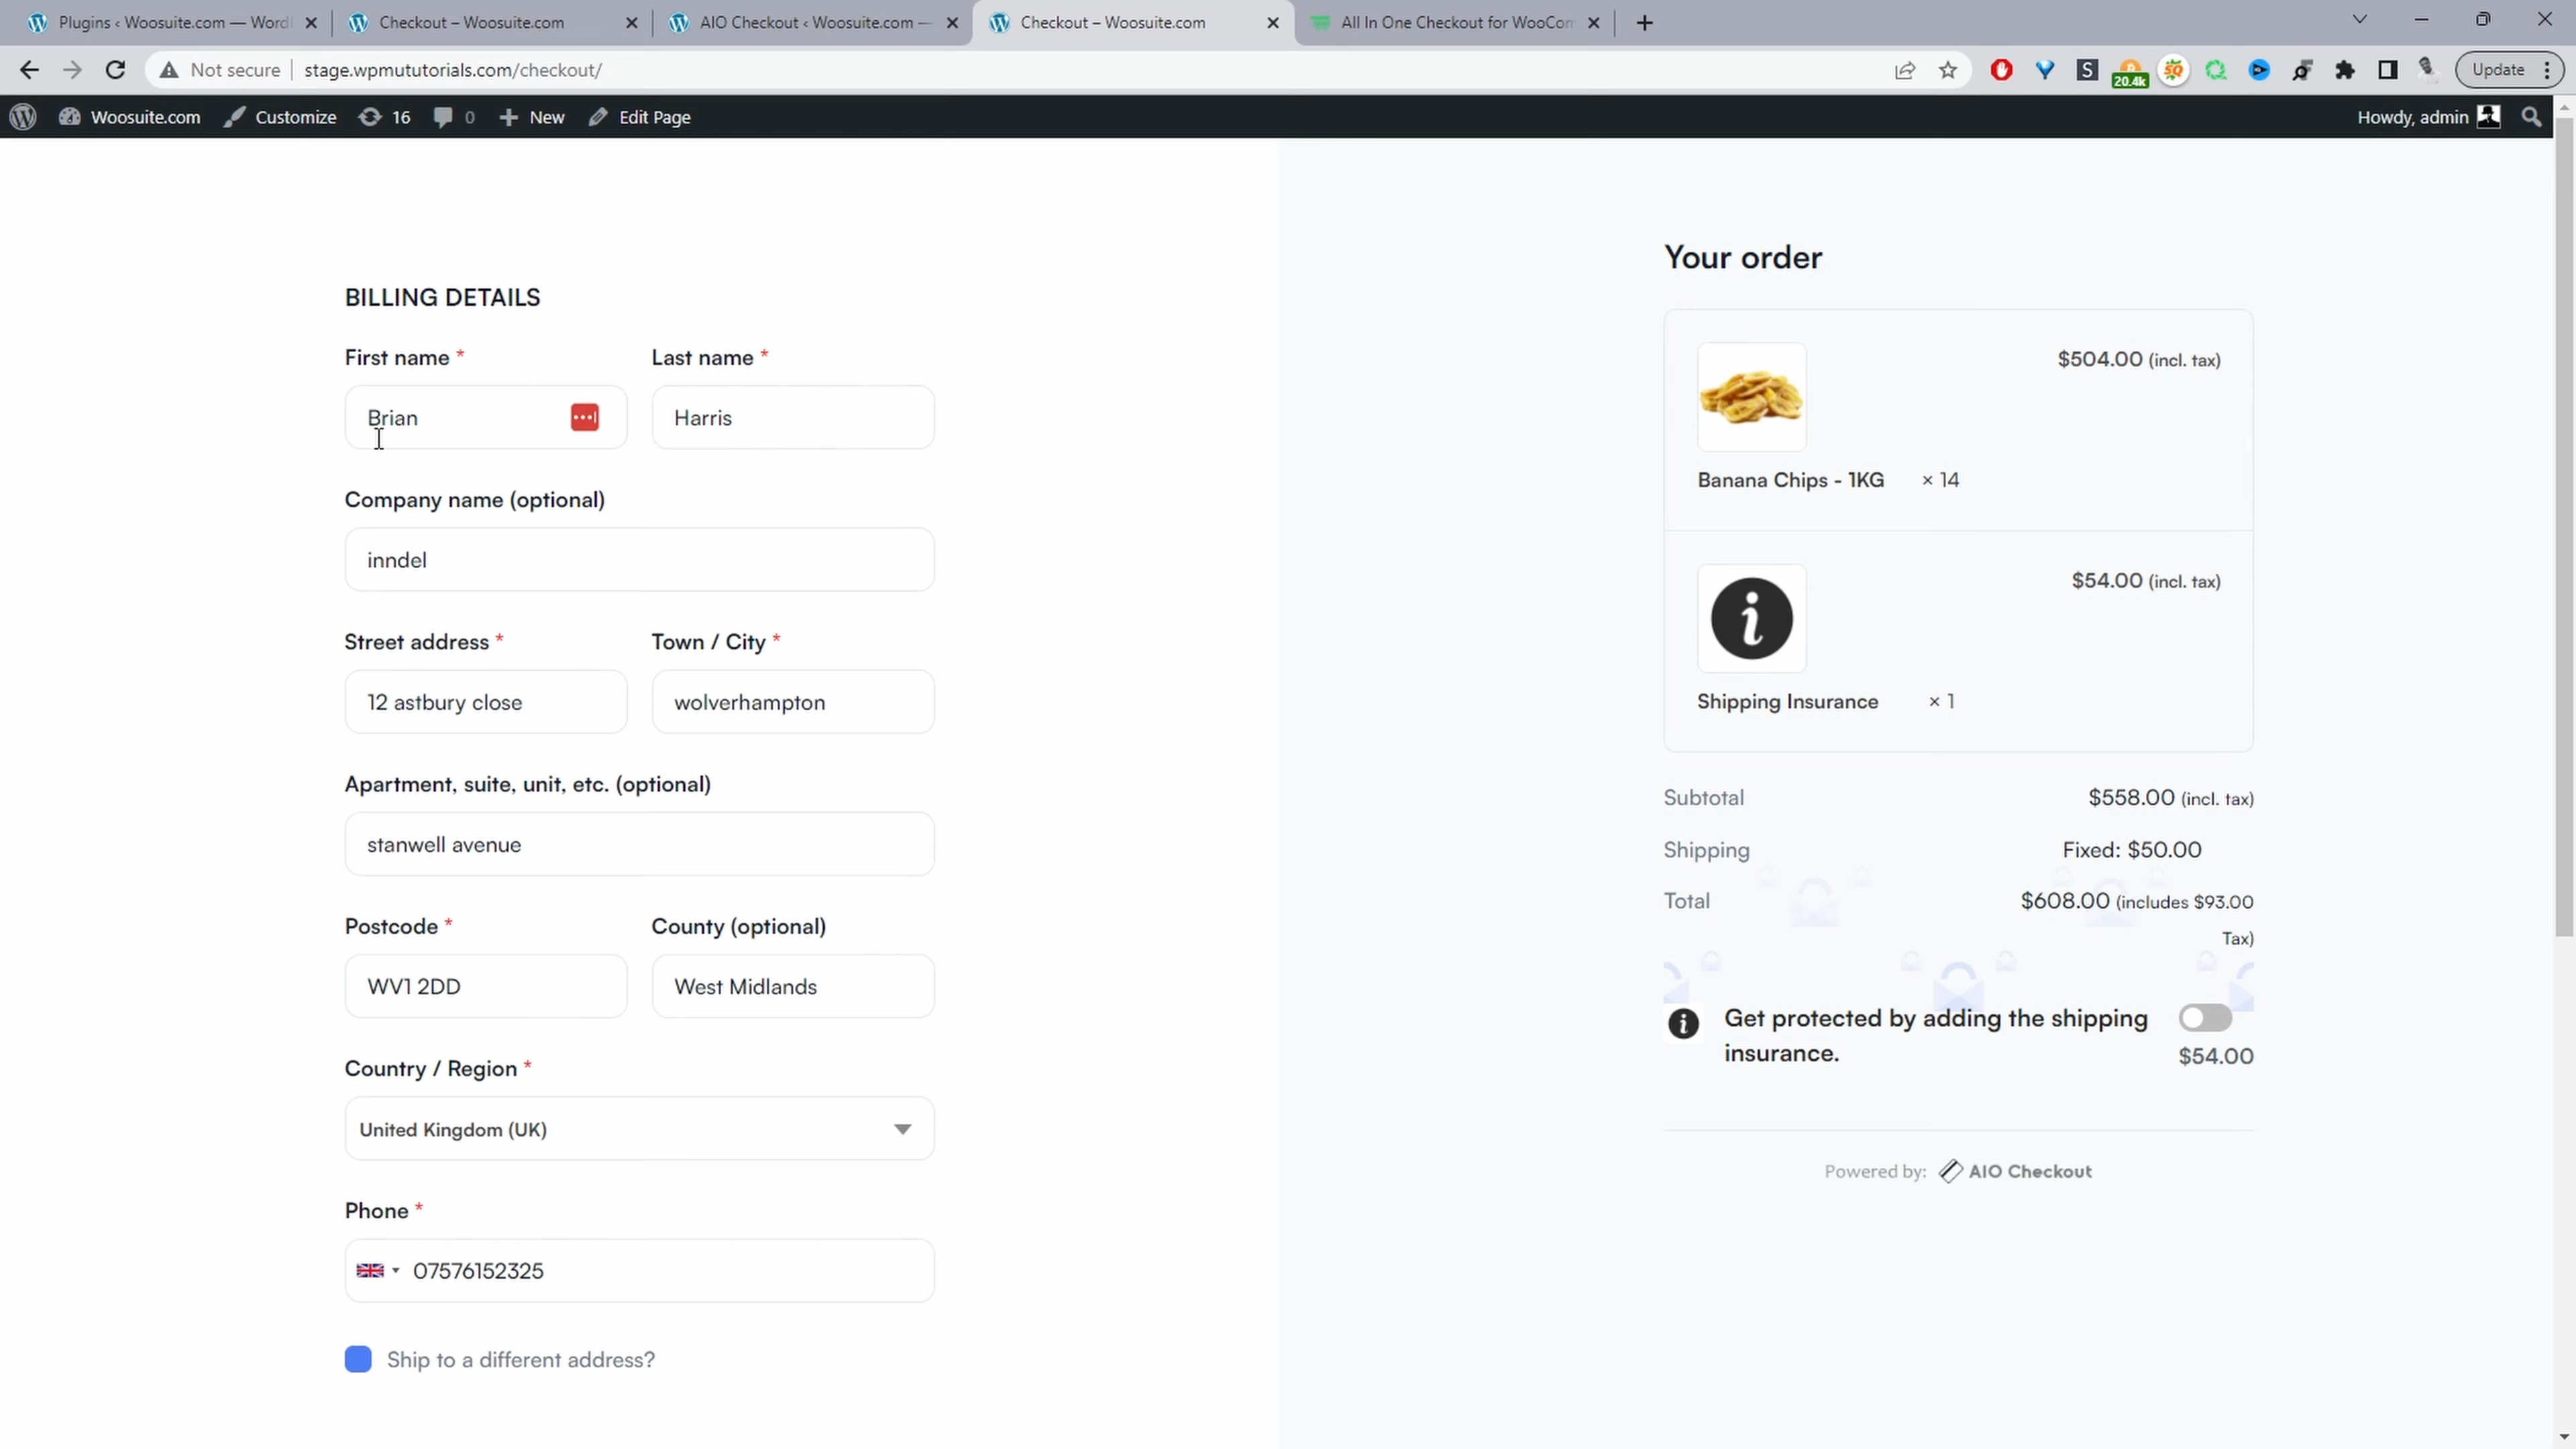 Plugins ‹ Woosuite.com — Word
Checkout – Woosuite.com
AIO Checkout ‹ Woosuite.com —
Checkout – Woosuite.com
All In One Checkout for WooCom
Not secure
stage.wpmututorials.com/checkout/
S
20.4k
SQ
Update
Woosuite.com
Customize
16
0
New
Edit Page
Howdy, admin
BILLING DETAILS
First name *
Last name *
Brian
Harris
Company name (optional)
inndel
Street address *
Town / City *
12 astbury close
wolverhampton
Apartment, suite, unit, etc. (optional)
stanwell avenue
Postcode *
County (optional)
WV1 2DD
West Midlands
Country / Region *
United Kingdom (UK)
Phone *
07576152325
Ship to a different address?
Your order
$504.00 (incl. tax)
Banana Chips - 1KG × 14
$54.00 (incl. tax)
Shipping Insurance × 1
Subtotal $558.00 (incl. tax)
Shipping Fixed: $50.00
Total $608.00 (includes $93.00
Tax)
Get protected by adding the shipping
insurance.
$54.00
Powered by: AIO Checkout